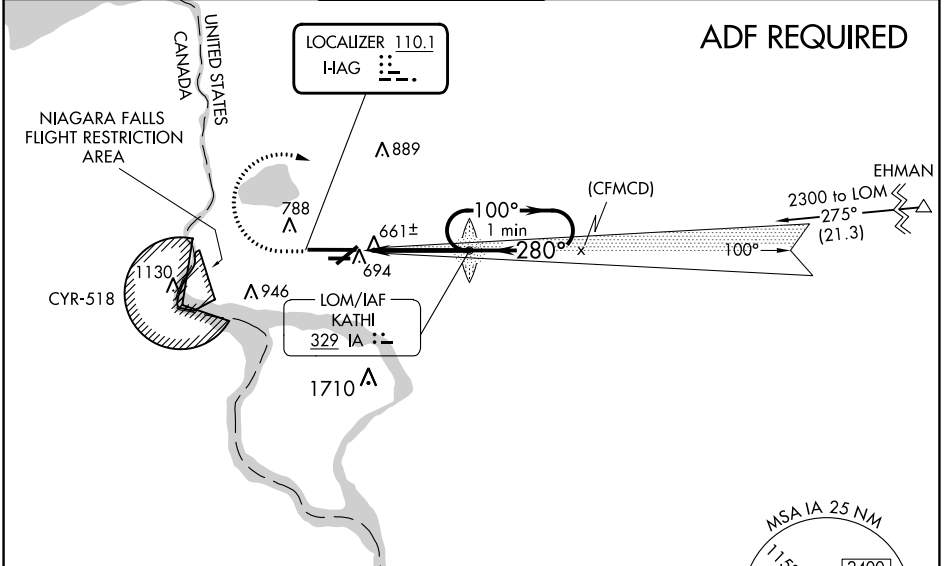 ADF REQUIRED
UNITED STATES
CANADA
LOCALIZER 110.1
I-IAG
NIAGARA FALLS
FLIGHT RESTRICTION
AREA
889
EHMAN
(CFMCD)
2300 to LOM
275°
(21.3)
788
100°
1 min
661±
280°
100°
694
1130
CYR-518
946
LOM/IAF
KATHI
329 IA
1710
MSA IA 25 NM